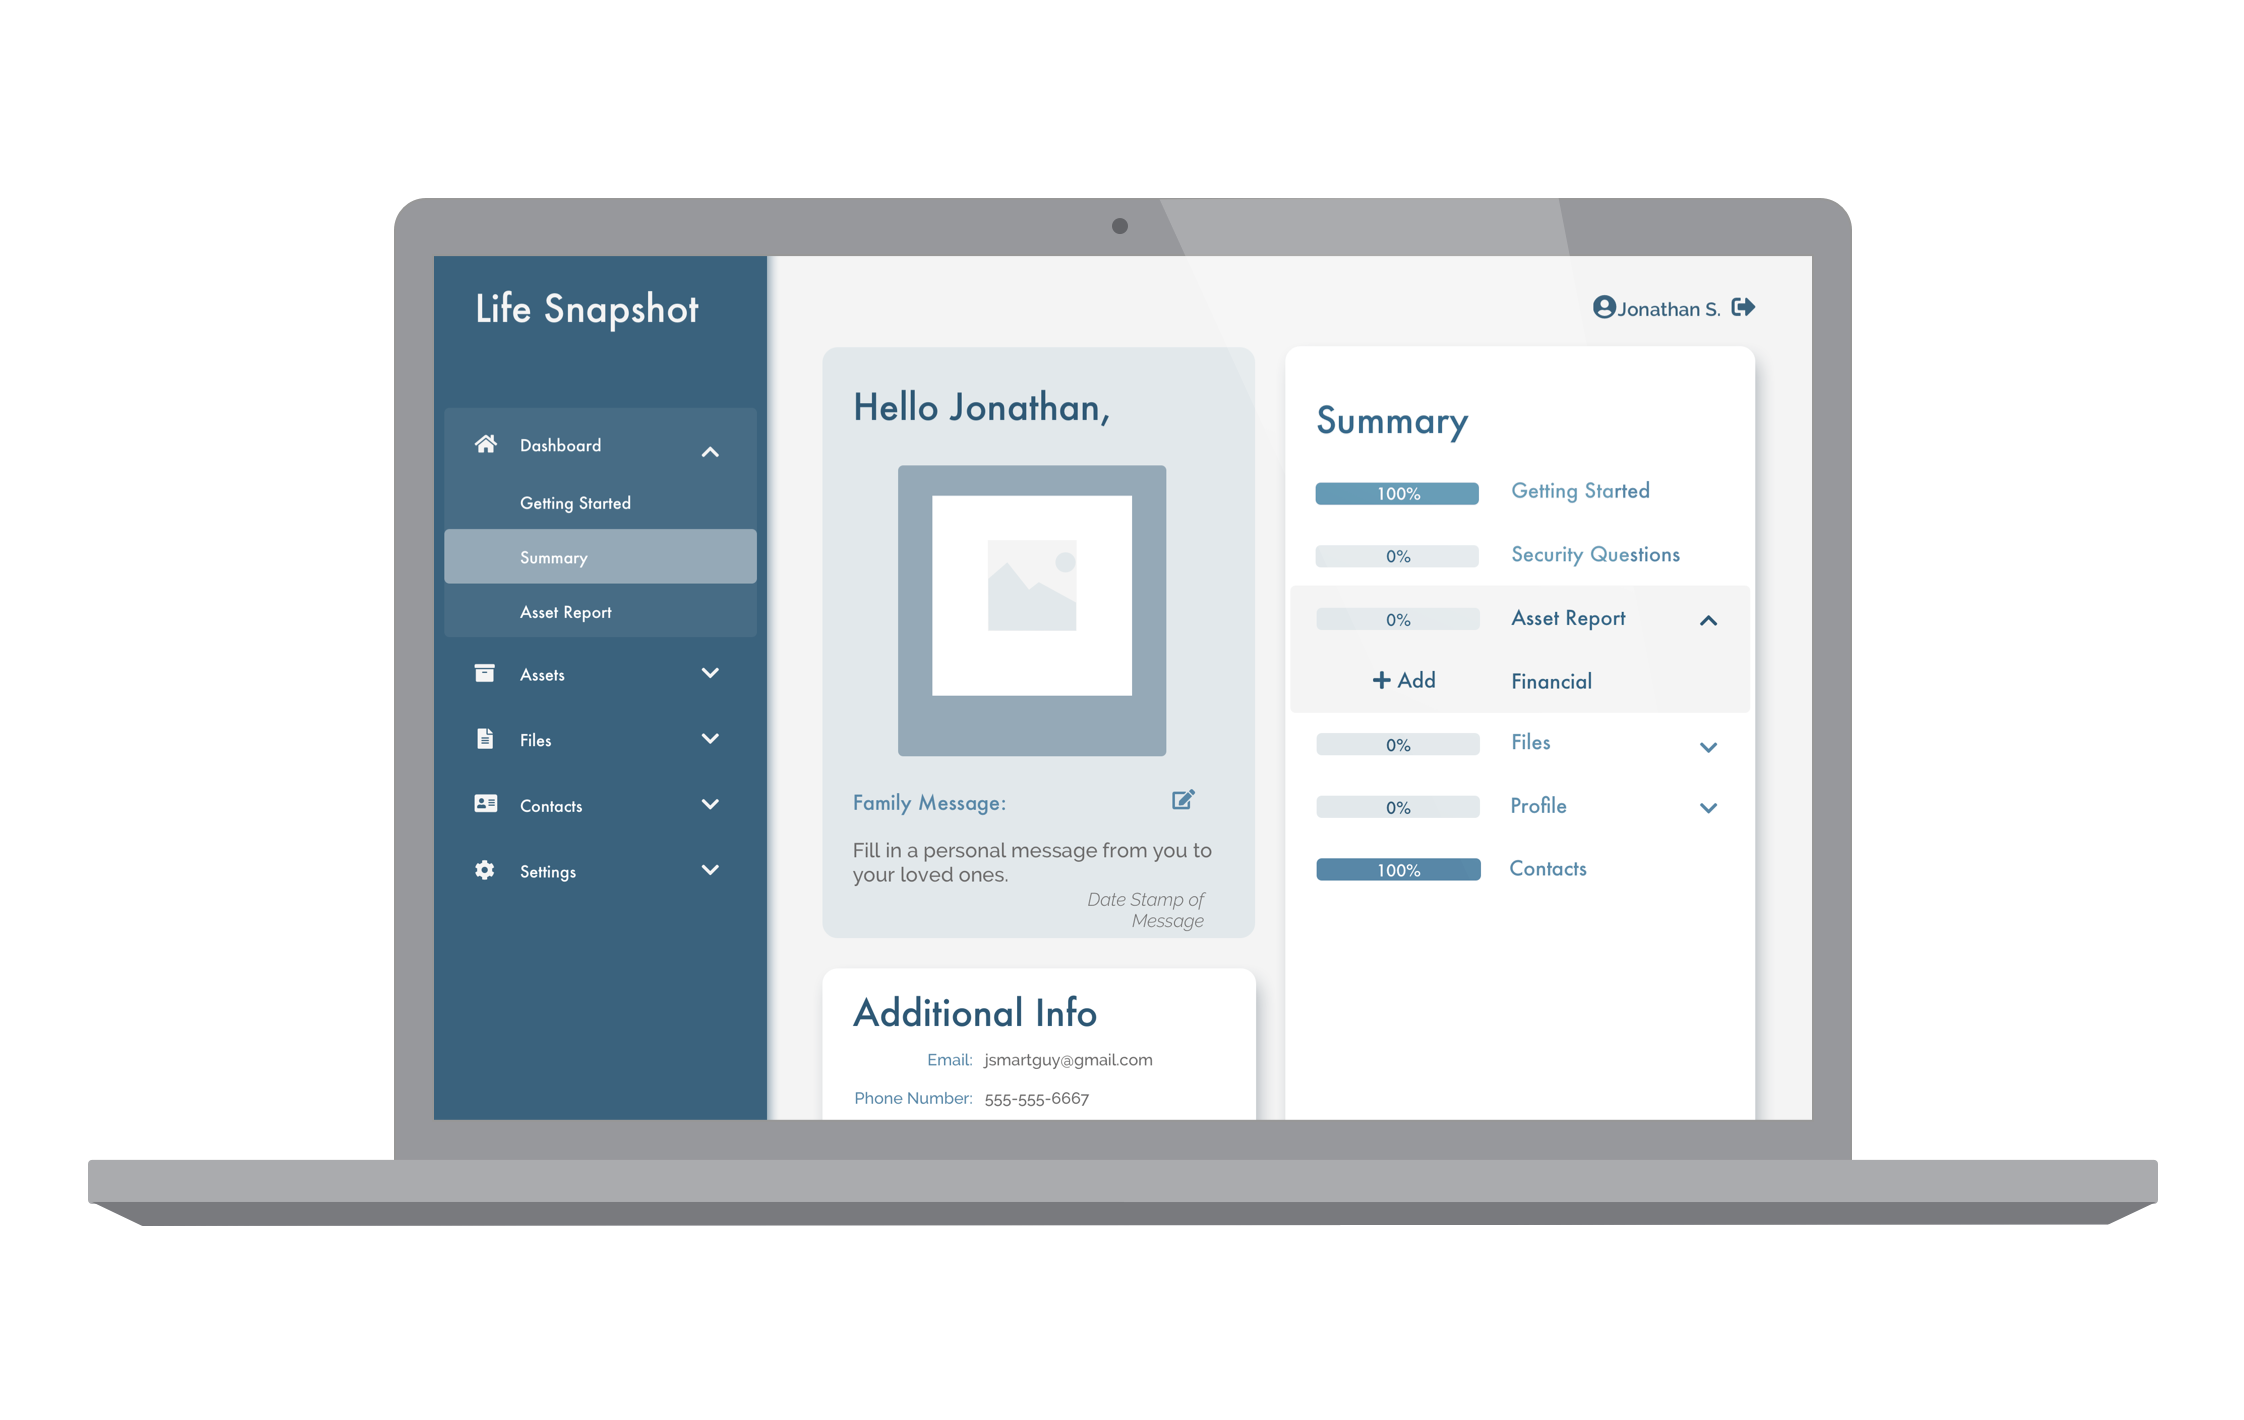 Life Snapshot
Dashboard
Getting Started
Summary
Asset Report
Assets
Files
Contacts
Settings
Jonathan S.
Hello Jonathan,
Family Message:
Fill in a personal message from you to
your loved ones.
Date Stamp of
Message
Additional Info
Email: jsmartguy@gmail.com
Phone Number: 555-555-6667
Summary
100% Getting Started
0% Security Questions
0% Asset Report
+ Add Financial
0% Files
0% Profile
100% Contacts